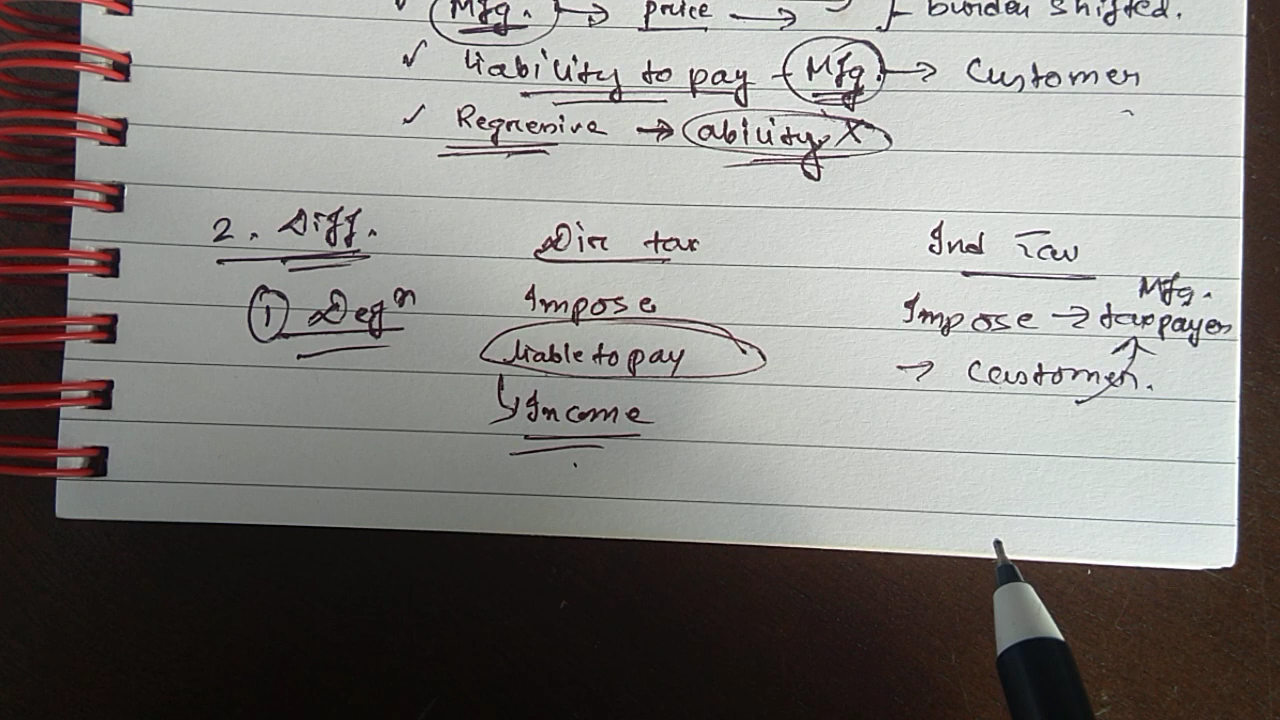 ✓ Mfg. → price → } burden shifted.
✓ liability to pay - Mfg. → Customer
✓ Regressive → ability X
2. Diff. Dir tax Ind Tax
Mfg.
① Degⁿ Impose Impose → taxpayer
liable to pay → customer.
↳ Income